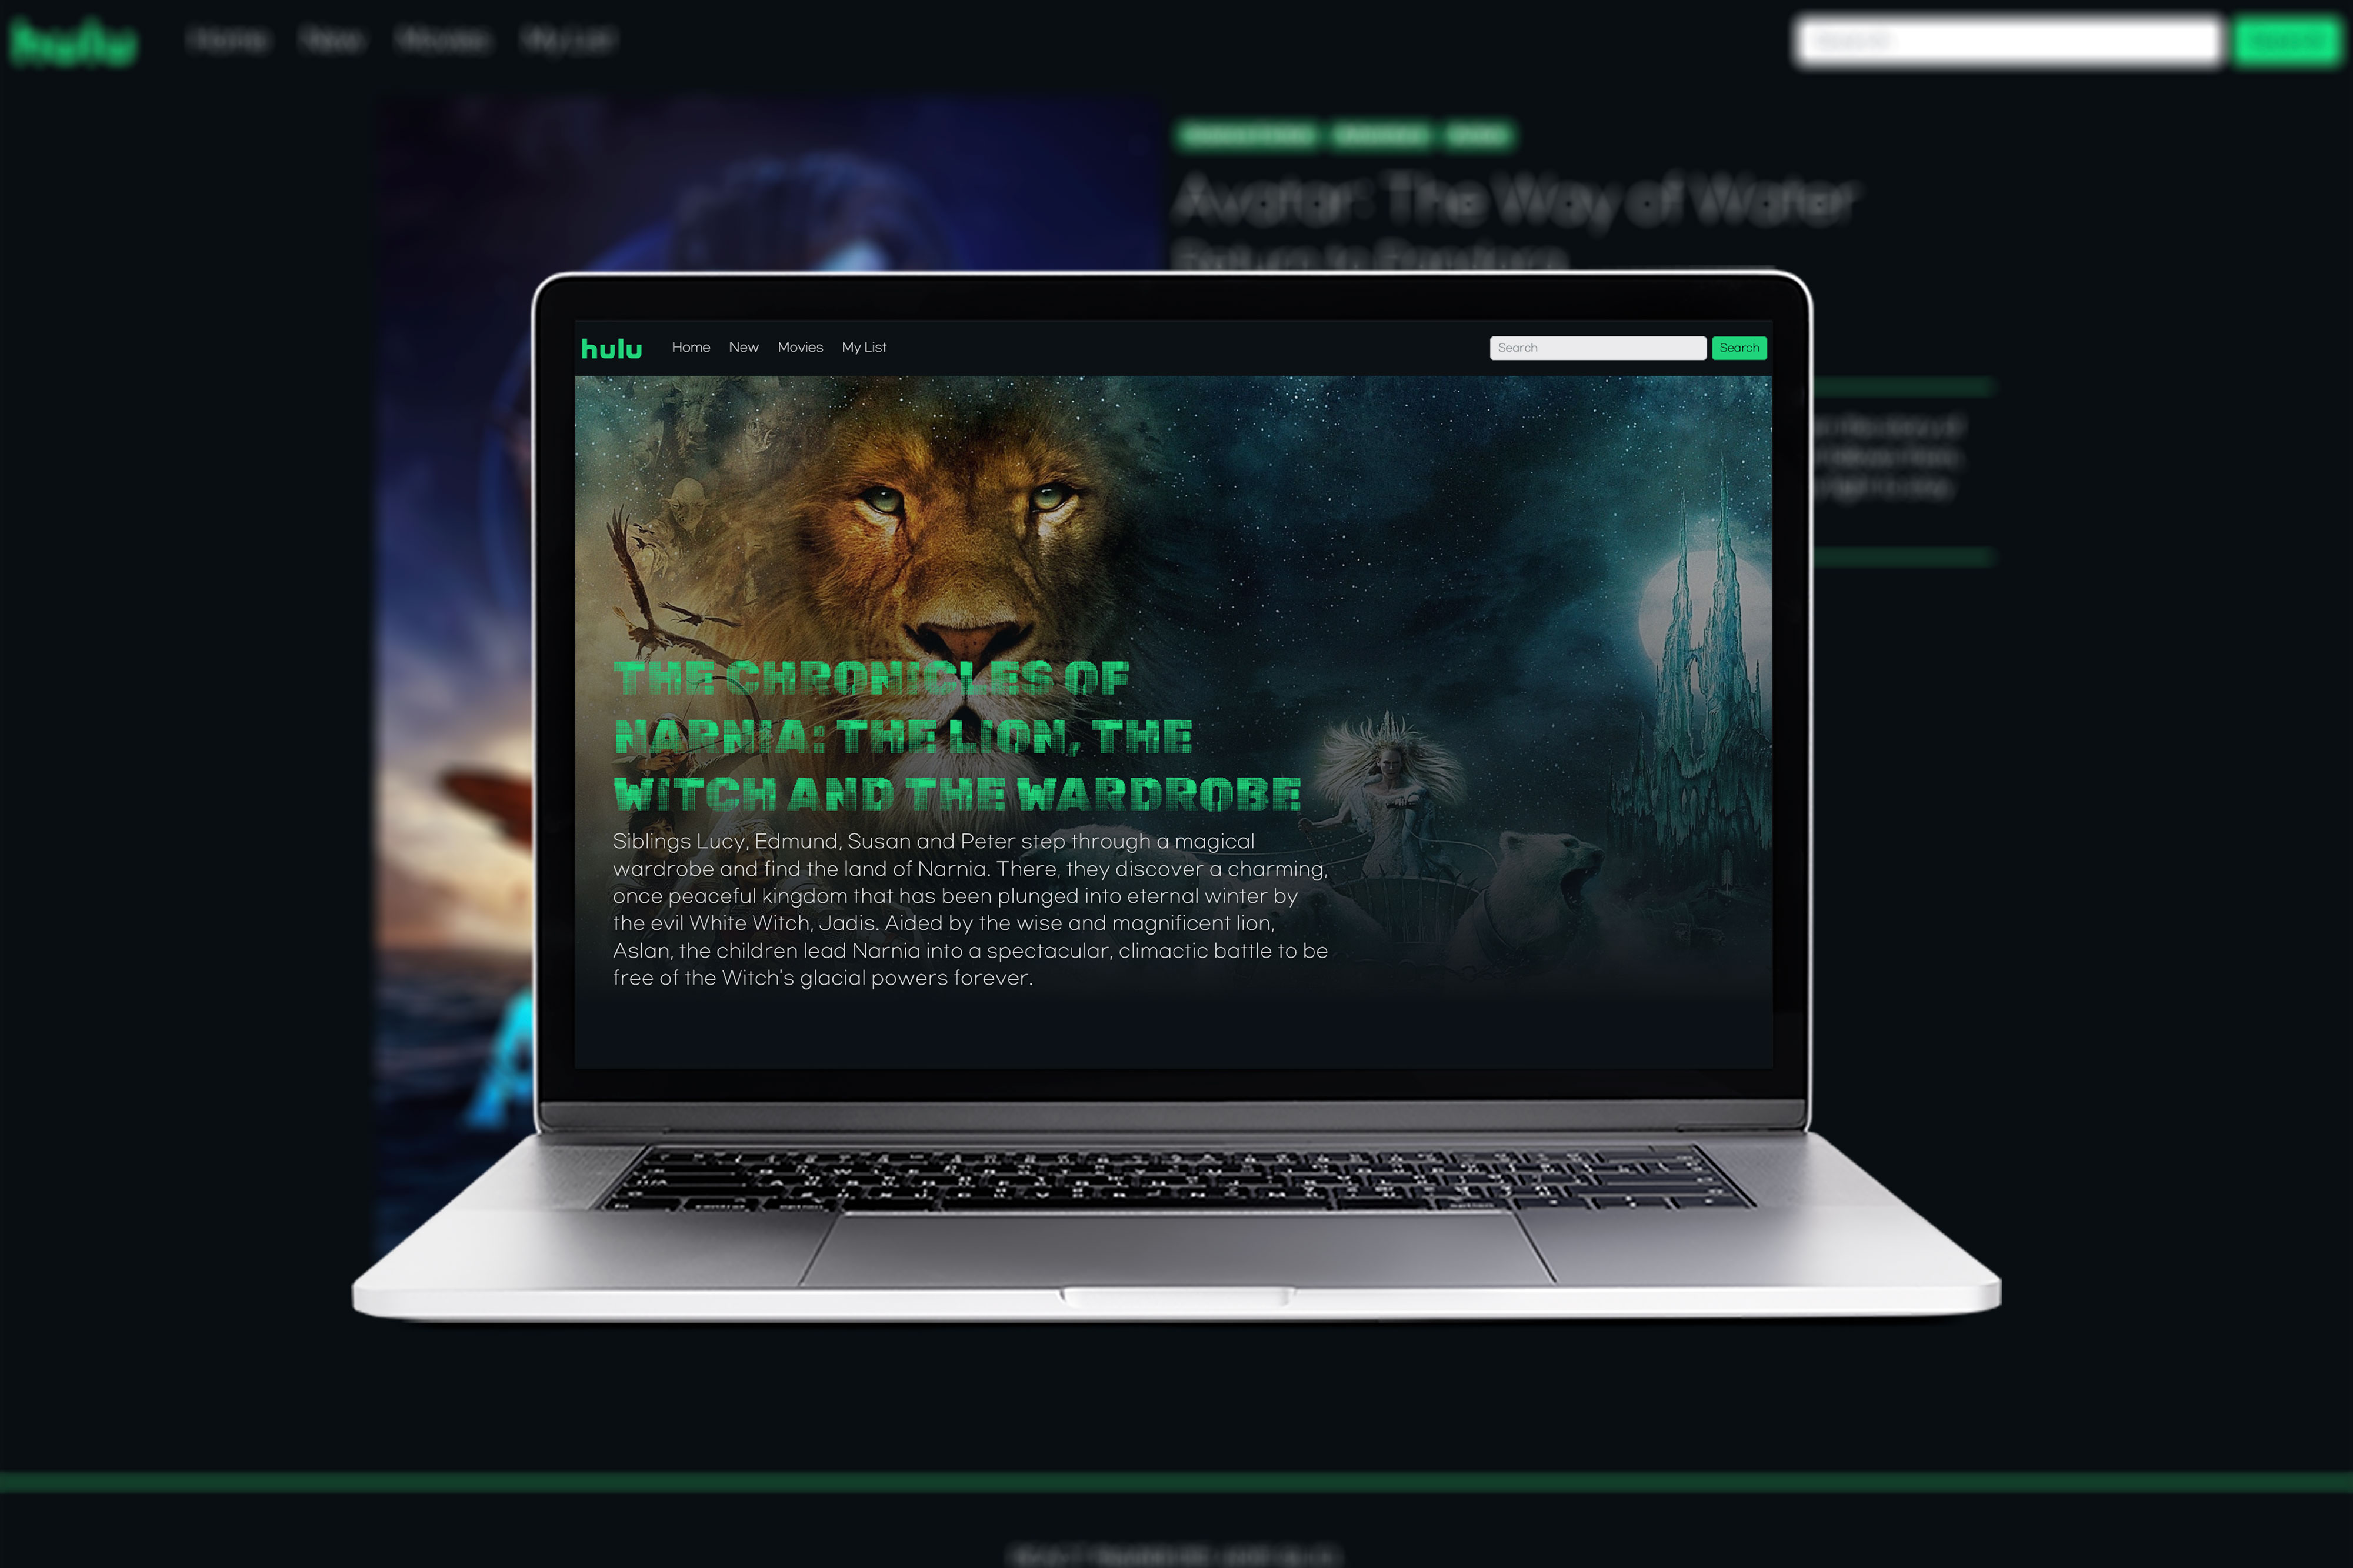 hulu
Home New Movies My List
Avatar: The Way of Water
Return to Pandora
hulu Home New Movies My List Search Search
THE CHRONICLES OF
NARNIA: THE LION, THE
WITCH AND THE WARDROBE
Siblings Lucy, Edmund, Susan and Peter step through a magical
wardrobe and find the land of Narnia. There, they discover a charming,
once peaceful kingdom that has been plunged into eternal winter by
the evil White Witch, Jadis. Aided by the wise and magnificent lion,
Aslan, the children lead Narnia into a spectacular, climactic battle to be
free of the Witch's glacial powers forever.